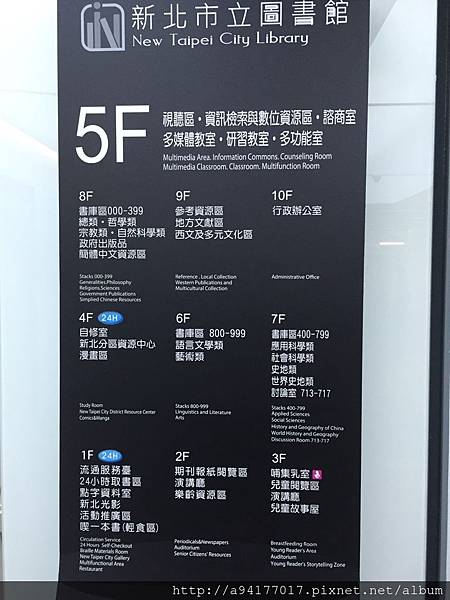 新北市立圖書館
New Taipei City Library
5F
視聽區・資訊檢索與數位資源區・諮商室
多媒體教室・研習教室・多功能室
Multimedia Area. Information Commons. Counseling Room
Multimedia Classroom. Classroom. Multifunction Room
8F
書庫區000-399
總類・哲學類
宗教類・自然科學類
政府出版品
簡體中文資源區
Stacks 000-399
Generalities.Philosophy
Religions.Sciences
Government Publications
Simplied Chinese Resources
9F
參考資源區
地方文獻區
西文及多元文化區
Reference . Local Collection
Western Publications and
Multicultural Collection
10F
行政辦公室
Administrative Office
4F 24H
自修室
新北分區資源中心
漫畫區
Study Room
New Taipei City District Resource Center
Comics&Manga
6F
書庫區 800-999
語言文學類
藝術類
Stacks 800-999
Linguistics and Literature
Arts
7F
書庫區400-799
應用科學類
社會科學類
史地類
世界史地類
討論室 713-717
Stacks 400-799
Applied Sciences
Social Sciences
History and Geography of China
World History and Geography
Discussion Room 713-717
1F 24H
流通服務臺
24小時取書區
點字資料室
新北光影
活動推廣區
喫一本書(輕食區)
Circulation Service
24 Hours Self-Checkout
Braille Materials Room
New Taipei City Gallery
Multifunctional Area
Restaurant
2F
期刊報紙閱覽區
演講廳
樂齡資源區
Periodicals&Newspapers
Auditorium
Senior Citizens' Resources
3F
哺集乳室
兒童閱覽區
演講廳
兒童故事屋
Breastfeeding Room
Young Reader's Area
Auditorium
Young Reader's Storytelling Zone
http://a94177017.pixnet.net/album